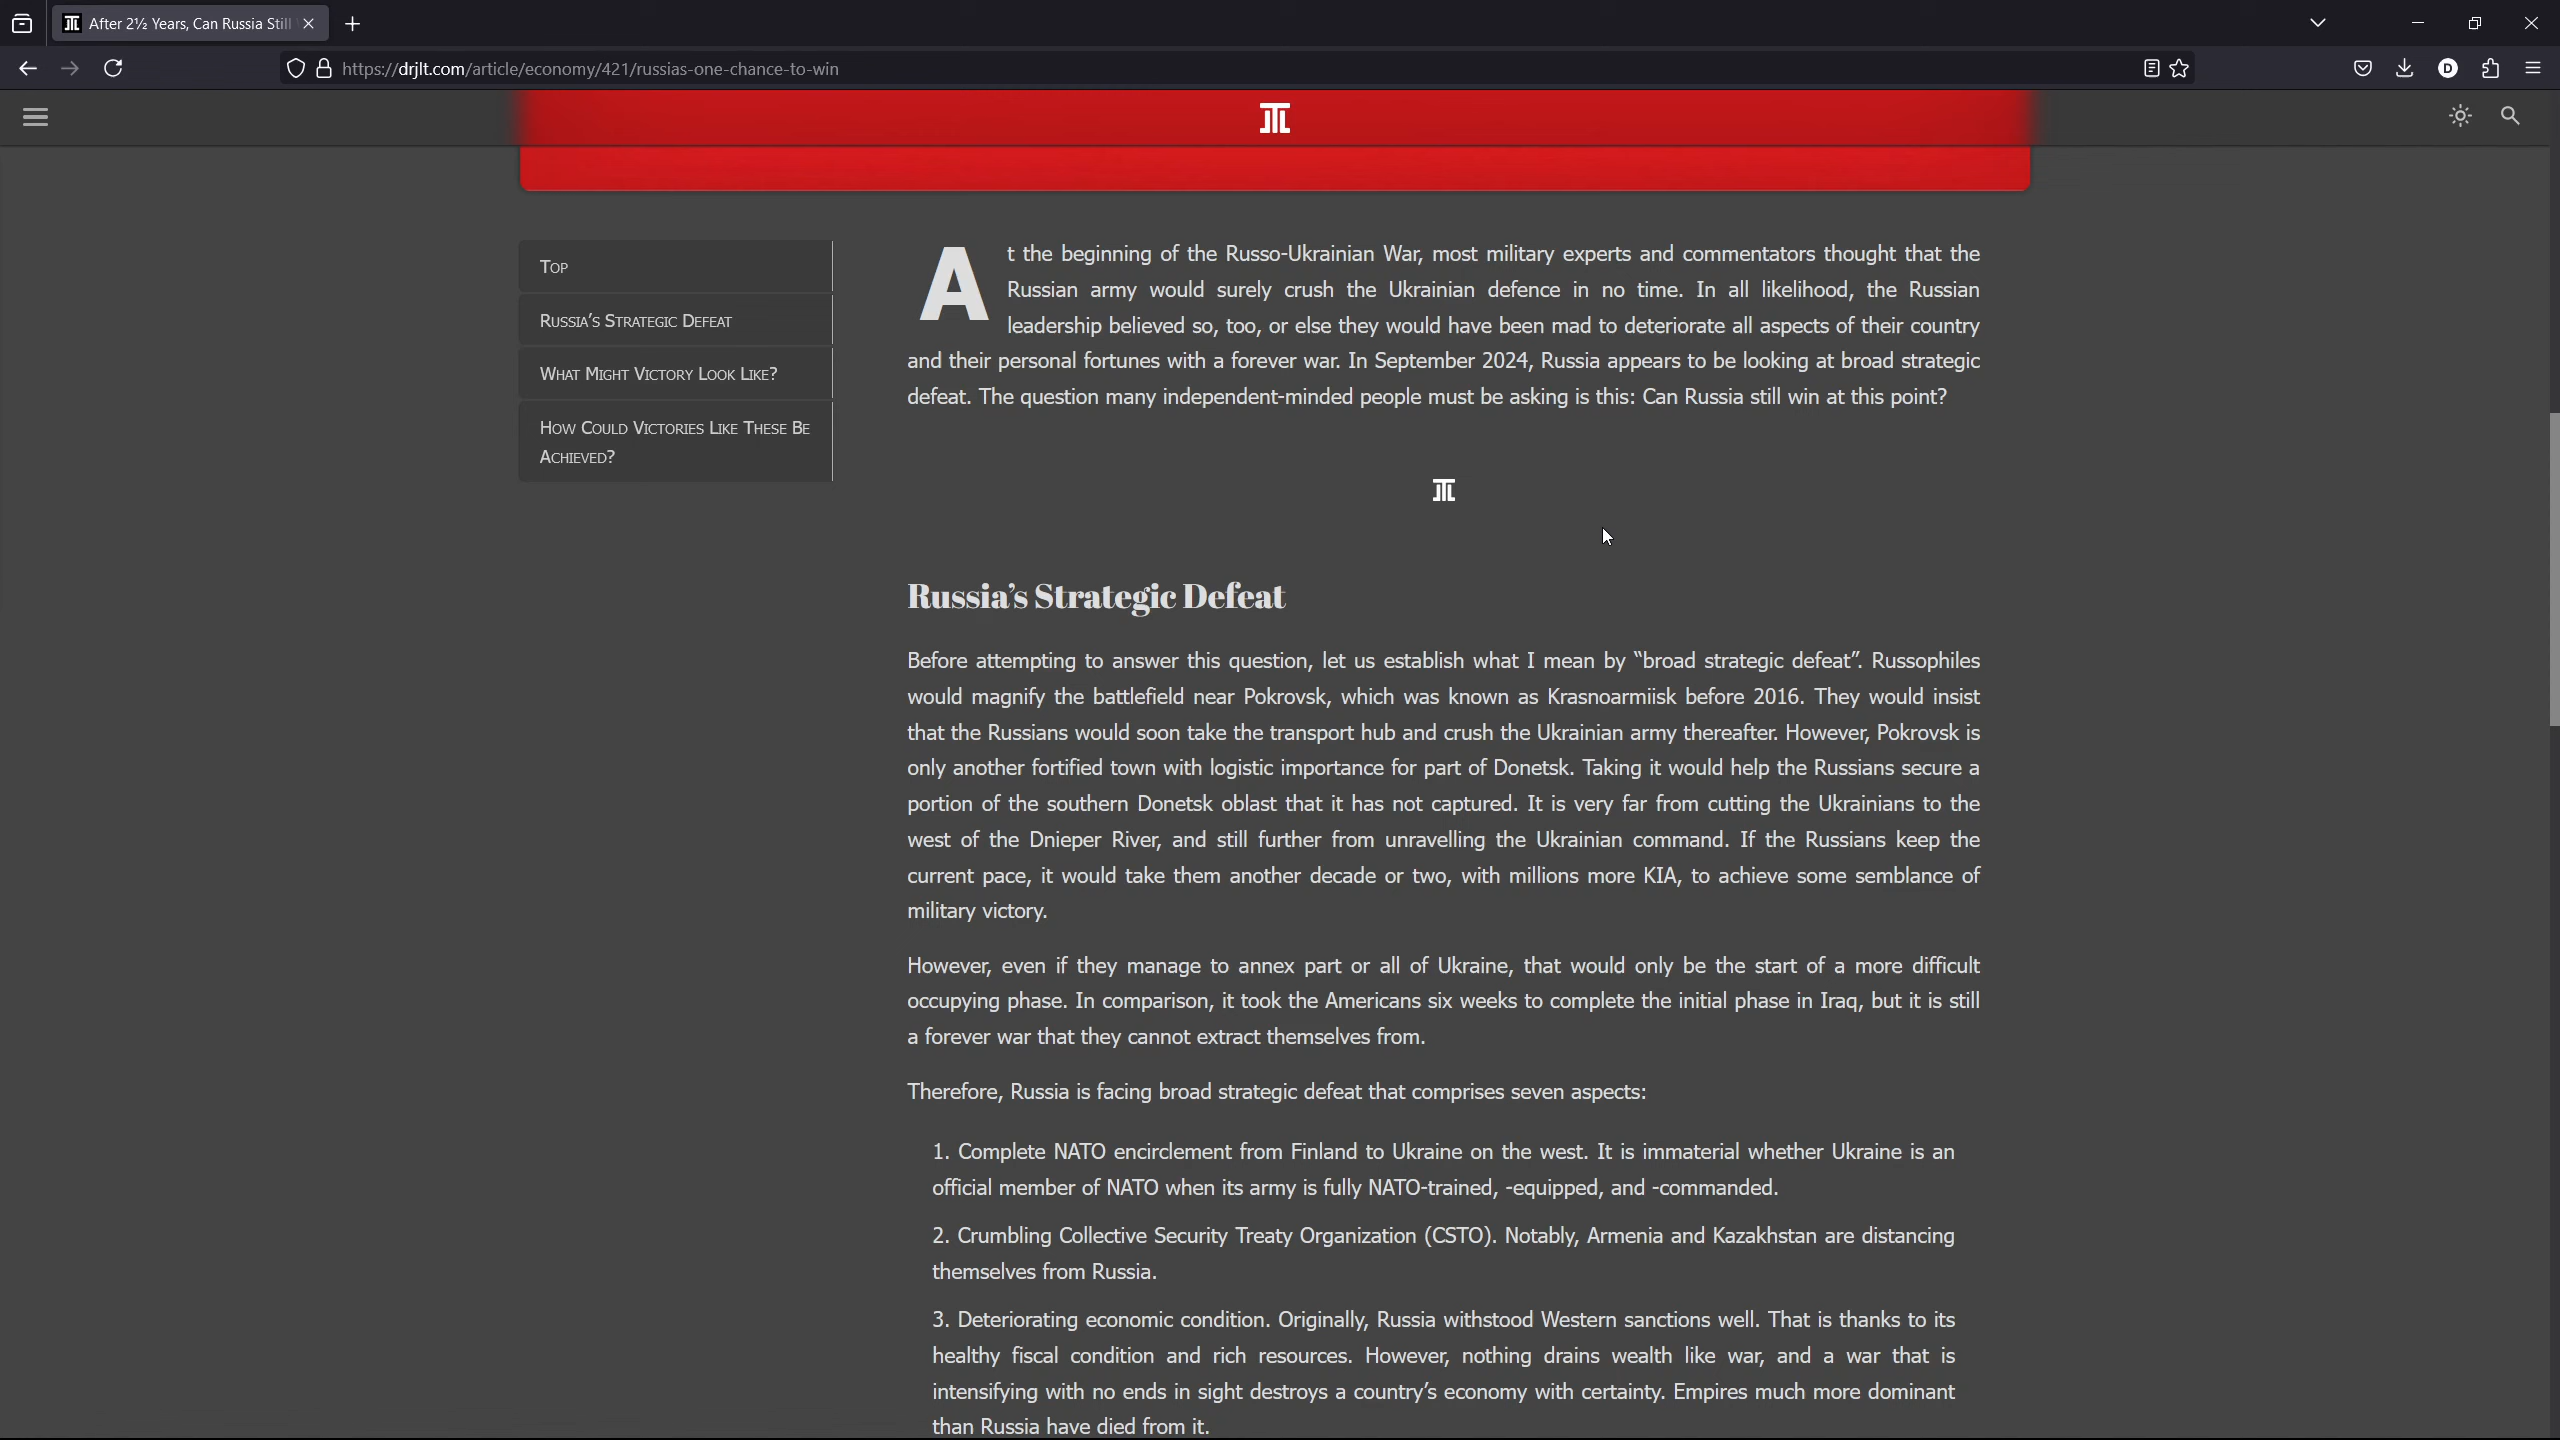 After 2½ Years, Can Russia Still
https://drjlt.com/article/economy/421/russias-one-chance-to-win
D
Top
Russia’s Strategic Defeat
What Might Victory Look Like?
How Could Victories Like These Be
Achieved?
At the beginning of the Russo-Ukrainian War, most military experts and commentators thought that the
Russian army would surely crush the Ukrainian defence in no time. In all likelihood, the Russian
leadership believed so, too, or else they would have been mad to deteriorate all aspects of their country
and their personal fortunes with a forever war. In September 2024, Russia appears to be looking at broad strategic
defeat. The question many independent-minded people must be asking is this: Can Russia still win at this point?
Russia’s Strategic Defeat
Before attempting to answer this question, let us establish what I mean by “broad strategic defeat”. Russophiles
would magnify the battlefield near Pokrovsk, which was known as Krasnoarmiisk before 2016. They would insist
that the Russians would soon take the transport hub and crush the Ukrainian army thereafter. However, Pokrovsk is
only another fortified town with logistic importance for part of Donetsk. Taking it would help the Russians secure a
portion of the southern Donetsk oblast that it has not captured. It is very far from cutting the Ukrainians to the
west of the Dnieper River, and still further from unravelling the Ukrainian command. If the Russians keep the
current pace, it would take them another decade or two, with millions more KIA, to achieve some semblance of
military victory.
However, even if they manage to annex part or all of Ukraine, that would only be the start of a more difficult
occupying phase. In comparison, it took the Americans six weeks to complete the initial phase in Iraq, but it is still
a forever war that they cannot extract themselves from.
Therefore, Russia is facing broad strategic defeat that comprises seven aspects:
1. Complete NATO encirclement from Finland to Ukraine on the west. It is immaterial whether Ukraine is an
official member of NATO when its army is fully NATO-trained, -equipped, and -commanded.
2. Crumbling Collective Security Treaty Organization (CSTO). Notably, Armenia and Kazakhstan are distancing
themselves from Russia.
3. Deteriorating economic condition. Originally, Russia withstood Western sanctions well. That is thanks to its
healthy fiscal condition and rich resources. However, nothing drains wealth like war, and a war that is
intensifying with no ends in sight destroys a country’s economy with certainty. Empires much more dominant
than Russia have died from it.